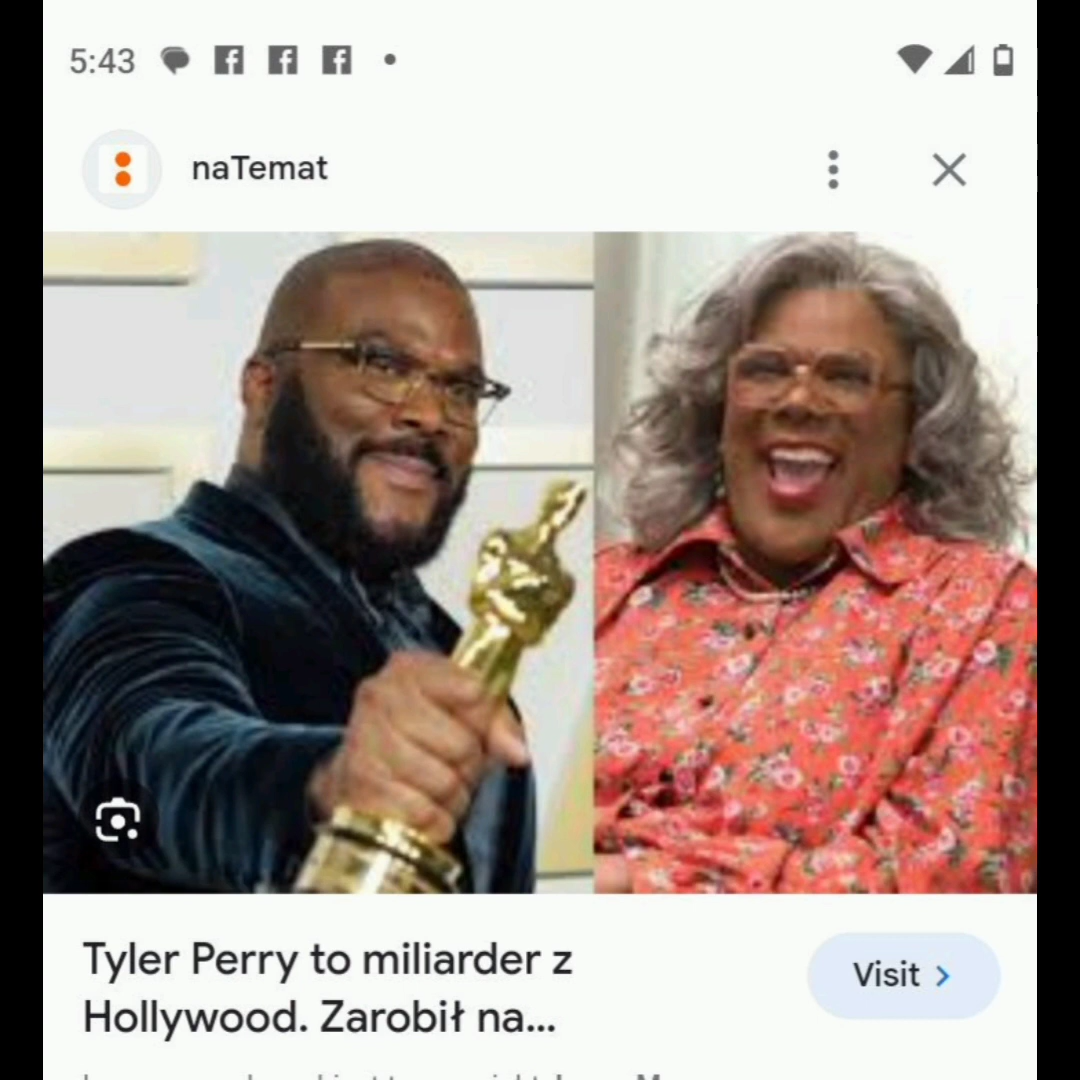 5:43
naTemat
Tyler Perry to miliarder z
Hollywood. Zarobił na...
Visit